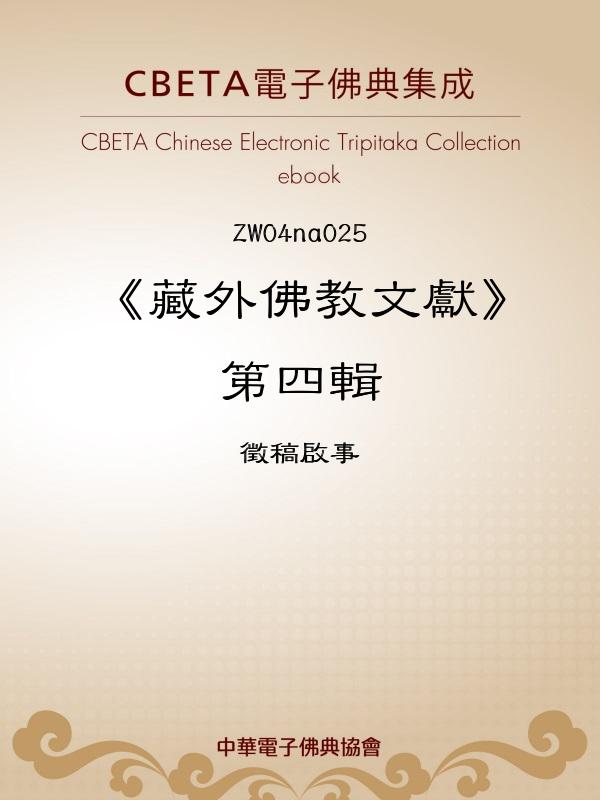 CBETA電子佛典集成
CBETA Chinese Electronic Tripitaka Collection
ebook
ZW04na025
《藏外佛教文獻》
第四輯
徵稿啟事
中華電子佛典協會